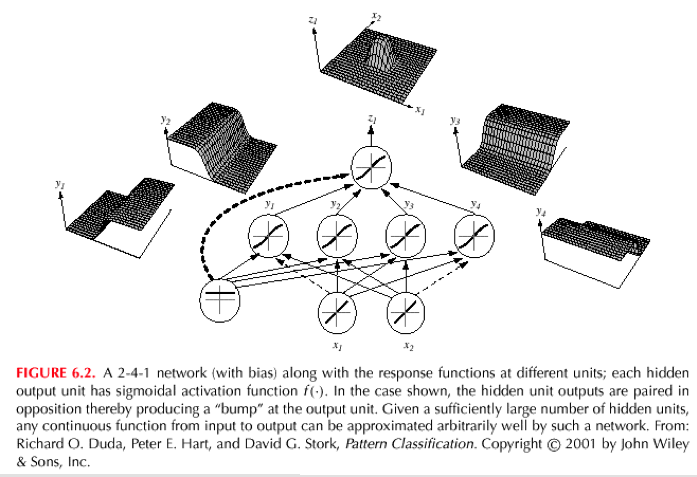 z1
x2
x1
y2
z1
y3
y1
y1
y2
y3
y4
y4
x1
x2
FIGURE 6.2. A 2-4-1 network (with bias) along with the response functions at different units; each hidden
output unit has sigmoidal activation function f(·). In the case shown, the hidden unit outputs are paired in
opposition thereby producing a “bump” at the output unit. Given a sufficiently large number of hidden units,
any continuous function from input to output can be approximated arbitrarily well by such a network. From:
Richard O. Duda, Peter E. Hart, and David G. Stork, Pattern Classification. Copyright © 2001 by John Wiley
& Sons, Inc.